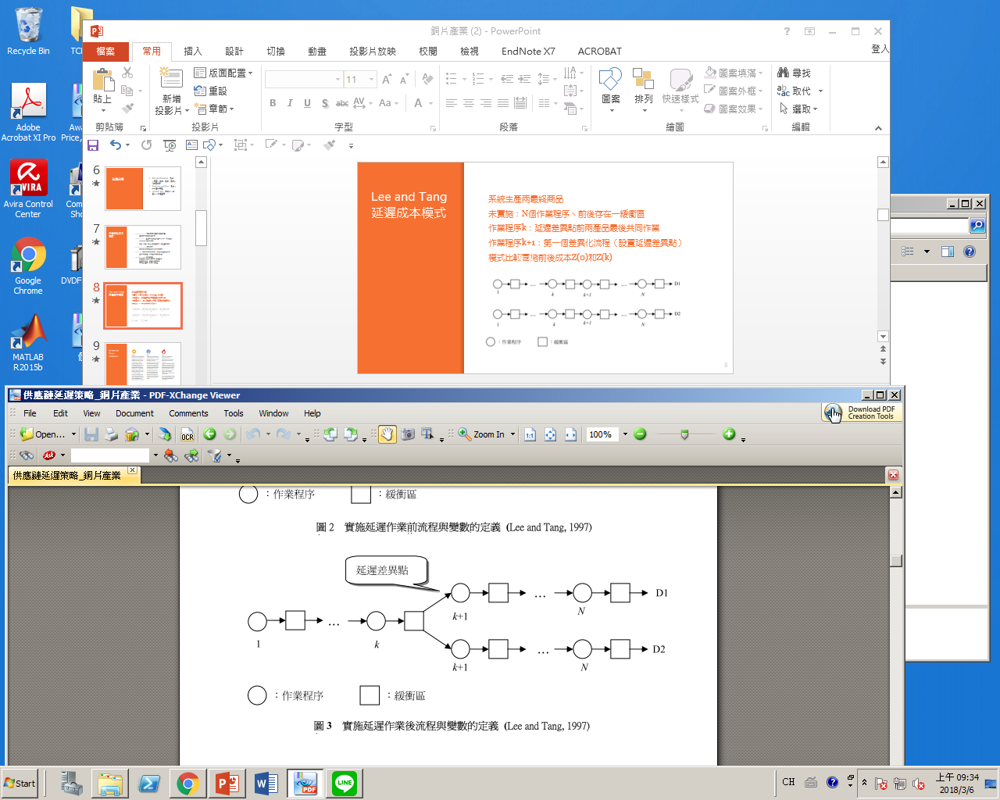 Recycle Bin
Adobe
Acrobat XI Pro
Avira Control
Center
Google
Chrome
MATLAB
R2015b
銅片產業 (2) - PowerPoint
檔案 常用 插入 設計 切換 動畫 投影片放映 校閱 檢視 EndNote X7 ACROBAT 登入
貼上
剪貼簿
新增
投影片
版面配置
重設
章節
投影片
11
字型
段落
圖案
排列
快速樣式
圖案填滿
圖案外框
圖案效果
繪圖
尋找
取代
選取
編輯
6
7
8
9
Lee and Tang
延遲成本模式
系統生產兩最終商品
未實施：N個作業程序、前後存在一緩衝區
作業程序k：延遲差異點前兩產品最後共同作業
作業程序k+1：第一個差異化流程（設置延遲差異點）
模式比較實施前後成本Z(0)和Z(k)
... ... D1
1 k k+1 N
... ... D2
1 k k+1 N
：作業程序 ：緩衝區
供應鏈延遲策略_銅片產業 - PDF-XChange Viewer
File Edit View Document Comments Tools Window Help
Download PDF
Creation Tools
Open... OCR Zoom In 100%
Ask
供應鏈延遲策略_銅片產業
：作業程序 ：緩衝區
圖 2 實施延遲作業前流程與變數的定義 (Lee and Tang, 1997)
延遲差異點
... D1
k+1 N
...
1 k
... D2
k+1 N
：作業程序 ：緩衝區
圖 3 實施延遲作業後流程與變數的定義 (Lee and Tang, 1997)
Start
CH
上午 09:34
2018/3/6